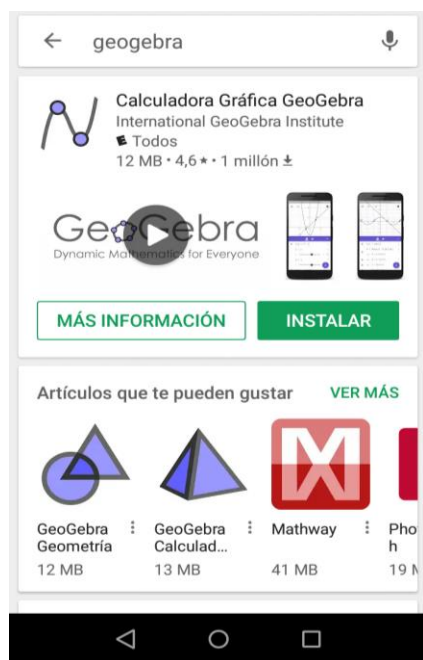 geogebra
Calculadora Gráfica GeoGebra
International GeoGebra Institute
E Todos
12 MB • 4,6 ★ • 1 millón
GeoGebra
Dynamic Mathematics for Everyone
MÁS INFORMACIÓN
INSTALAR
Artículos que te pueden gustar
VER MÁS
GeoGebra
Geometría
12 MB
GeoGebra
Calculad...
13 MB
Mathway
41 MB
Pho
h
19 M